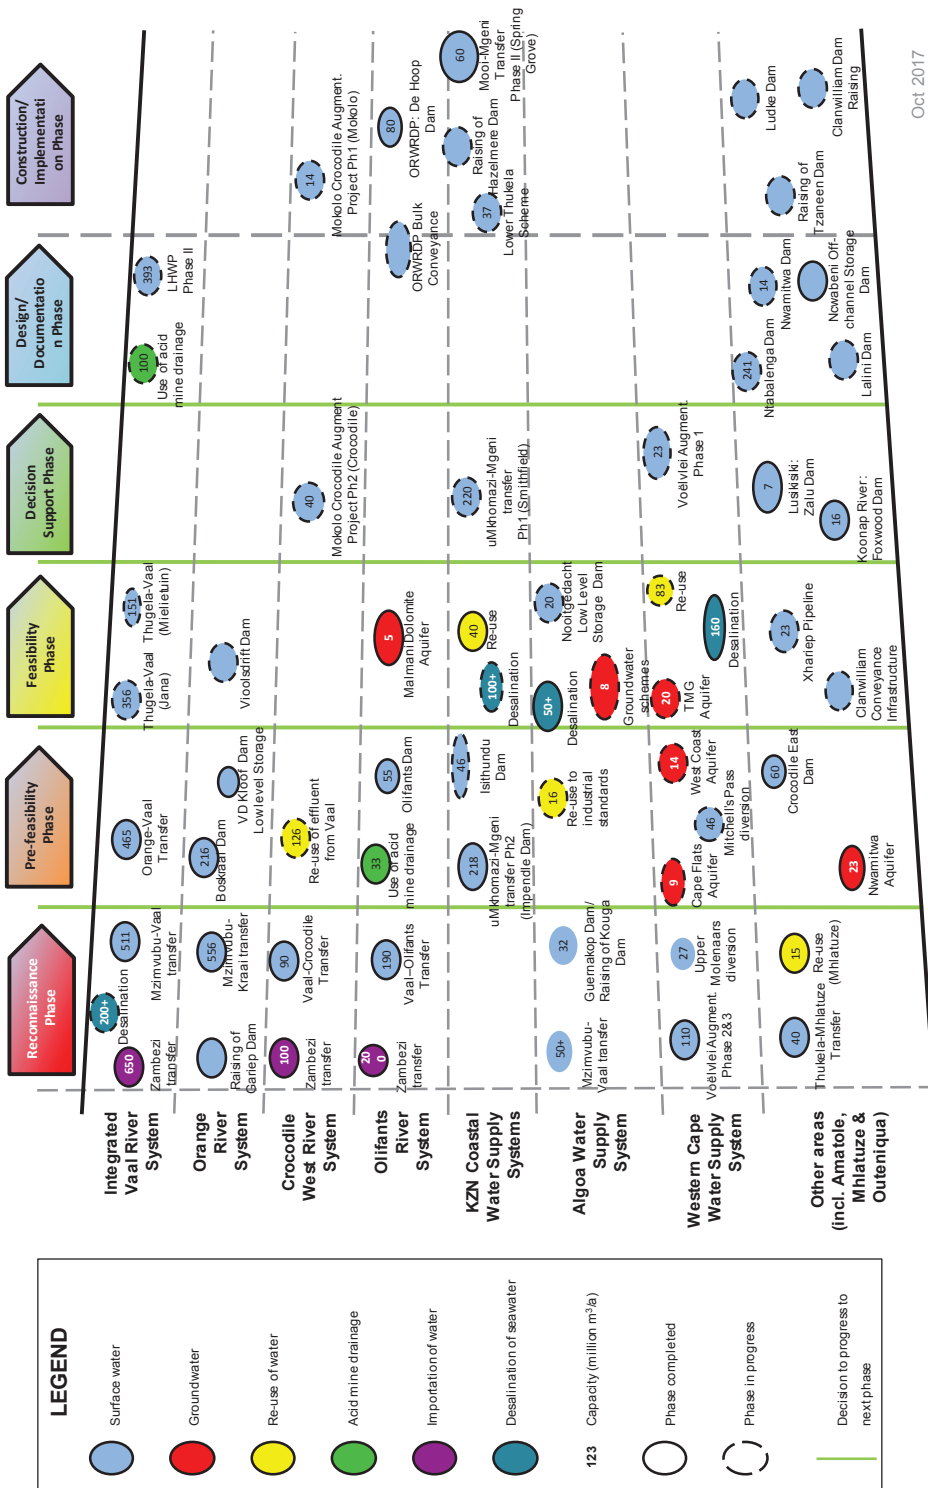 Reconnaissance
Phase
Pre-feasibility
Phase
Feasibility
Phase
Decision
Support Phase
Design/
Documentatio
n Phase
Construction/
Implementati
on Phase
Integrated
Vaal River
System
650
Zambezi
transfer
200+
Desalination
511
Mzimvubu-Vaal
transfer
465
Orange-Vaal
Transfer
356
Thugela-Vaal
(Jana)
151
Thugela-Vaal
(Mielietuin)
100
Use of acid
mine drainage
393
LHWP
Phase II
Orange
River
System
Raising of
Gariep Dam
556
Mzimvubu-
Kraai transfer
216
Boskraai Dam
VD Kloof Dam
Low level Storage
Vioolsdrift Dam
Crocodile
West River
System
100
Zambezi
transfer
90
Vaal-Crocodile
Transfer
126
Re-use of effluent
from Vaal
40
Mokolo Crocodile Augment
Project Ph2 (Crocodile)
14
Mokolo Crocodile Augment.
Project Ph1 (Mokolo)
Olifants
River
System
20
0
Zambezi
transfer
190
Vaal–Olifants
Transfer
33
Use of acid
mine drainage
55
Olifants Dam
5
Malmani Dolomite
Aquifer
ORWRDP Bulk
Conveyance
80
ORWRDP: De Hoop
Dam
KZN Coastal
Water Supply
Systems
218
uMkhomazi-Mgeni
transfer Ph2
(Impendle Dam)
46
Isithundu
Dam
100+
Desalination
40
Re-use
220
uMkhomazi-Mgeni
transfer
Ph1 (Smithfield)
37
Lower Thukela
Scheme
Raising of
Hazelmere Dam
60
Mooi-Mgeni
Transfer
Phase II (Spring
Grove)
Algoa Water
Supply
System
50+
Mzimvubu-
Vaal transfer
32
Guernakop Dam/
Raising of Kouga
Dam
16
Re-use to
industrial
standards
50+
Desalination
8
Groundwater
schemes
20
Nooitgedacht
Low Level
Storage Dam
Western Cape
Water Supply
System
110
Voëlvlei Augment.
Phase 2&3
27
Upper
Molenaars
diversion
9
Cape Flats
Aquifer
46
Mitchell's Pass
diversion
14
West Coast
Aquifer
20
TMG
Aquifer
160
Desalination
83
Re-use
23
Voëlvlei Augment.
Phase 1
Other areas
(incl. Amatole,
Mhlatuze &
Outeniqua)
40
Thukela-Mhlatuze
Transfer
15
Re-use
(Mhlatuze)
23
Nwamitwa
Aquifer
60
Crocodile East
Dam
Clanwilliam
Conveyance
Infrastructure
23
Xhariep Pipeline
7
Lusikisiki:
Zalu Dam
16
Koonap River:
Foxwood Dam
241
Ntabalenga Dam
Lalini Dam
14
Nwamitwa Dam
Ncwabeni Off-
channel Storage
Dam
Raising of
Tzaneen Dam
Ludke Dam
Clanwilliam Dam
Raising
LEGEND
Surface water
Groundwater
Re-use of water
Acid mine drainage
Importation of water
Desalination of seawater
123
Capacity (million m³/a)
Phase completed
Phase in progress
Decision to progress to
next phase
Oct 2017